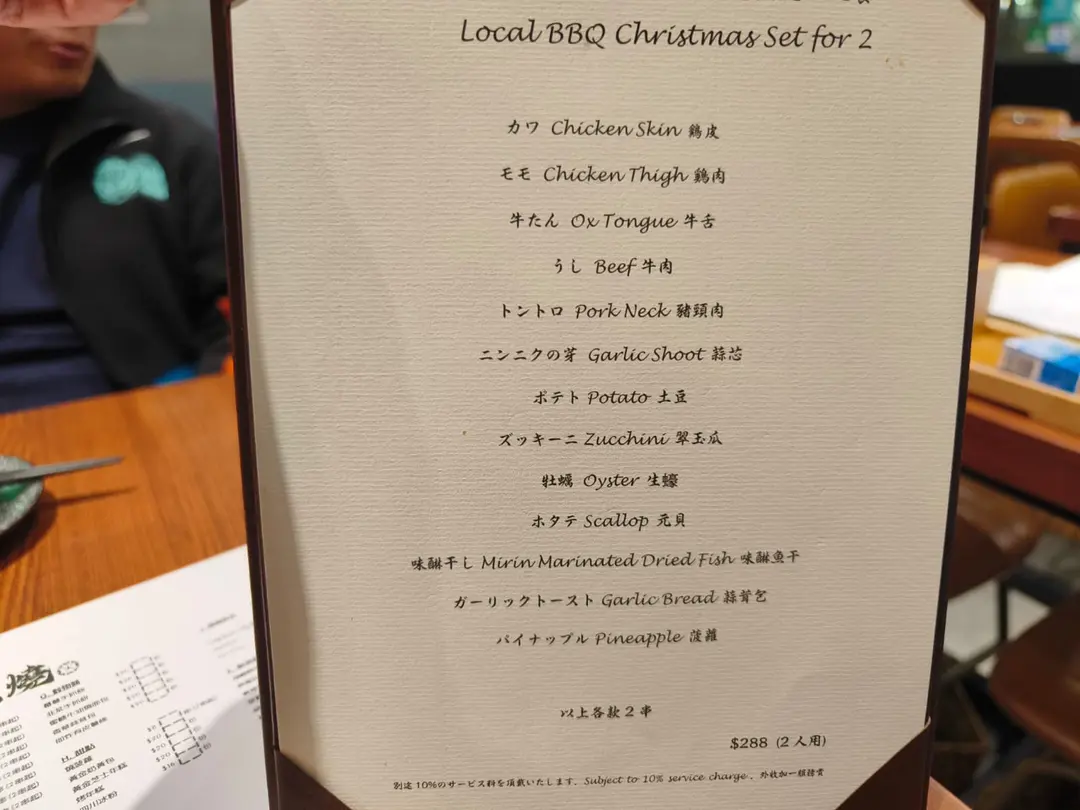 Local BBQ Christmas Set for 2
カワ Chicken Skin 鷄皮
モモ Chicken Thigh 鷄肉
牛たん Ox Tongue 牛舌
うし Beef 牛肉
トントロ Pork Neck 豬頸肉
ニンニクの芽 Garlic Shoot 蒜芯
ポテト Potato 土豆
ズッキーニ Zucchini 翠玉瓜
牡蠣 Oyster 生蠔
ホタテ Scallop 元貝
味醂干し Mirin Marinated Dried Fish 味醂魚干
ガーリックトースト Garlic Bread 蒜茸包
パイナップル Pineapple 菠蘿
以上各款2串
$288 (2人用)
別途10%のサービス料を頂戴いたします. Subject to 10% service charge. 外收加一服務費
燒
H. 甜點